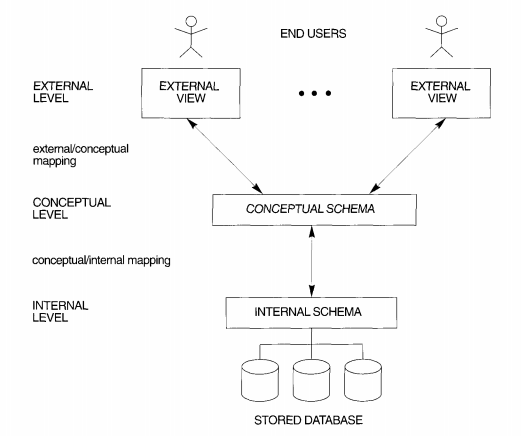 END USERS
EXTERNAL
LEVEL
EXTERNAL
VIEW
EXTERNAL
VIEW
external/conceptual
mapping
CONCEPTUAL
LEVEL
CONCEPTUAL SCHEMA
conceptual/internal mapping
INTERNAL
LEVEL
INTERNAL SCHEMA
STORED DATABASE